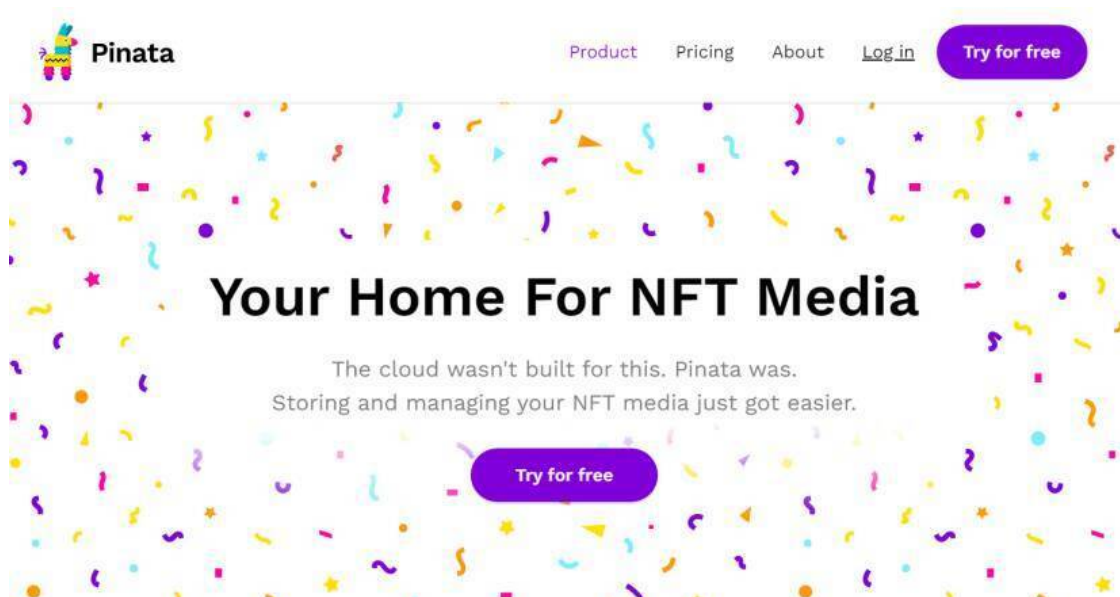 Pinata
Product Pricing About Log in Try for free
Your Home For NFT Media
The cloud wasn't built for this. Pinata was.
Storing and managing your NFT media just got easier.
Try for free